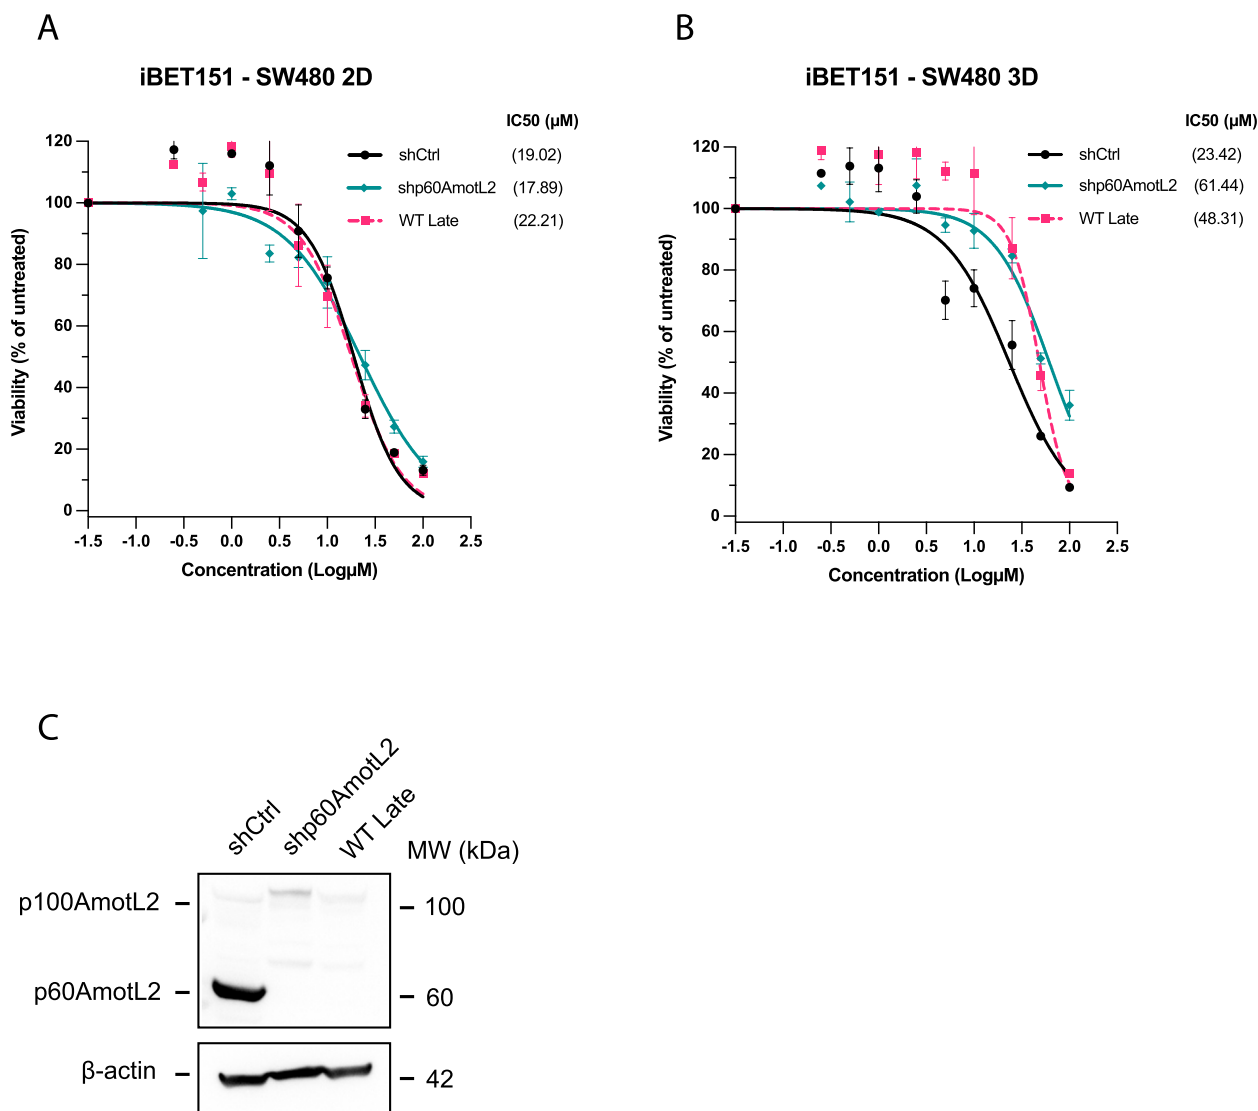 A
iBET151 - SW480 2D
IC50 (µM)
shCtrl (19.02)
shp60AmotL2 (17.89)
WT Late (22.21)
120
100
80
60
40
20
0
Viability (% of untreated)
-1.5 -1.0 -0.5 0.0 0.5 1.0 1.5 2.0 2.5
Concentration (LogµM)
B
iBET151 - SW480 3D
IC50 (µM)
shCtrl (23.42)
shp60AmotL2 (61.44)
WT Late (48.31)
120
100
80
60
40
20
0
Viability (% of untreated)
-1.5 -1.0 -0.5 0.0 0.5 1.0 1.5 2.0 2.5
Concentration (LogµM)
C
shCtrl shp60AmotL2 WT Late MW (kDa)
p100AmotL2 100
p60AmotL2 60
β-actin 42